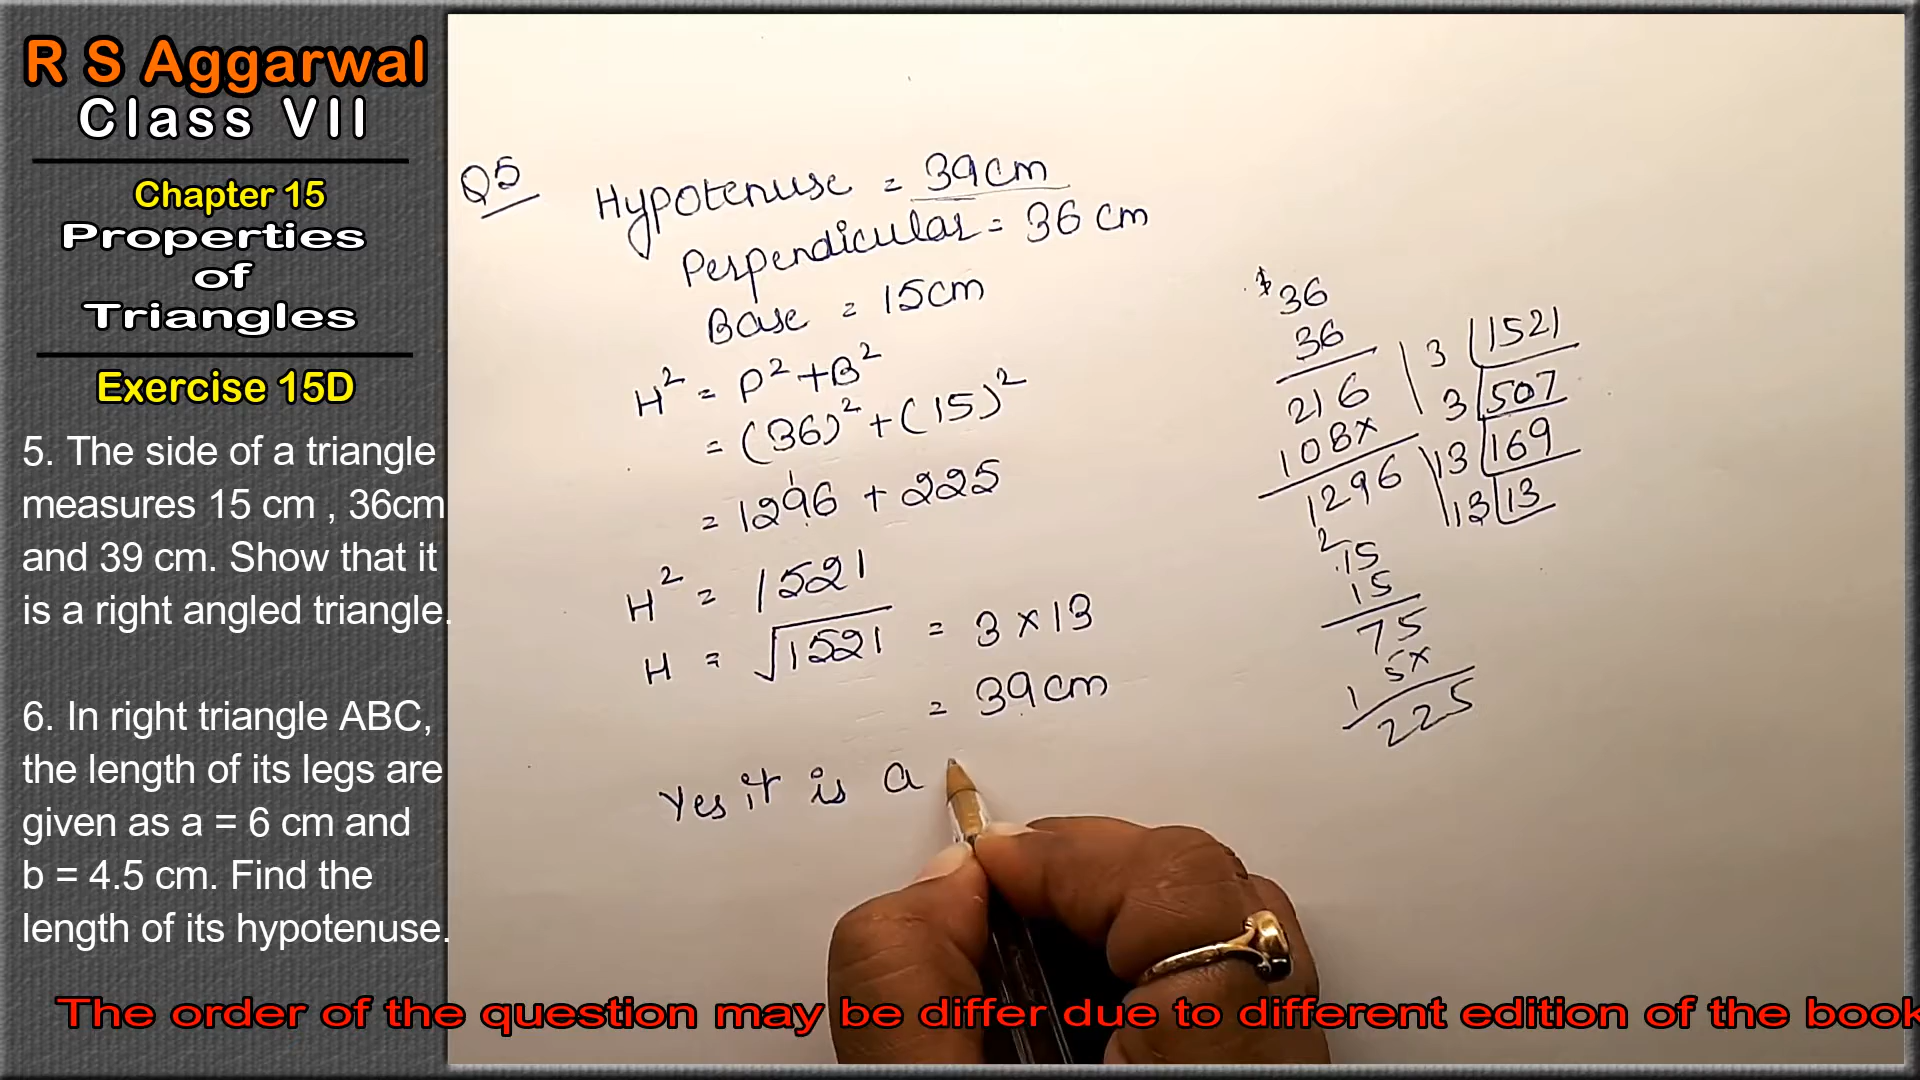 R S Aggarwal
Class VII
Chapter 15
Properties
of
Triangles
Exercise 15D
5. The side of a triangle
measures 15 cm , 36cm
and 39 cm. Show that it
is a right angled triangle.
6. In right triangle ABC,
the length of its legs are
given as a = 6 cm and
b = 4.5 cm. Find the
length of its hypotenuse.
Q5
Hypotenuse = 39cm
Perpendicular = 36 cm
Base = 15cm
H² = P² + B²
= (36)² + (15)²
= 1296 + 225
H² = 1521
H = √1521 = 3 × 13
= 39cm
Yes it is a
36
36
216
108×
1296
2
15
15
75
15×
225
3 1521
3 507
13 169
13 13
The order of the question may be differ due to different edition of the book